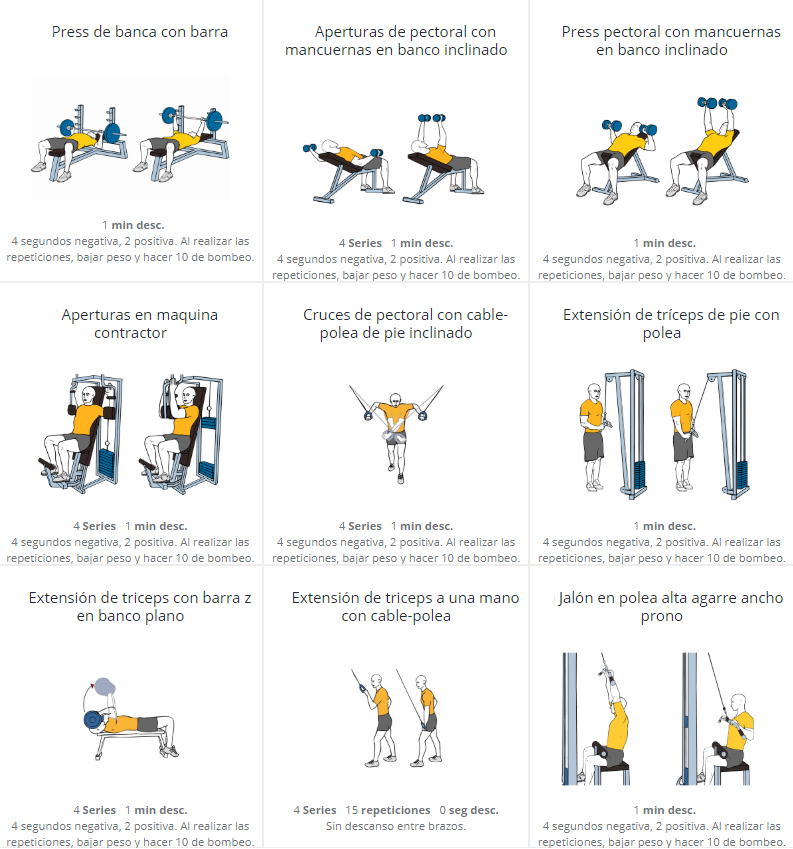 Press de banca con barra
1 min desc.
4 segundos negativa, 2 positiva. Al realizar las
repeticiones, bajar peso y hacer 10 de bombeo.
Aperturas de pectoral con
mancuernas en banco inclinado
4 Series 1 min desc.
4 segundos negativa, 2 positiva. Al realizar las
repeticiones, bajar peso y hacer 10 de bombeo.
Press pectoral con mancuernas
en banco inclinado
1 min desc.
4 segundos negativa, 2 positiva. Al realizar las
repeticiones, bajar peso y hacer 10 de bombeo.
Aperturas en maquina
contractor
4 Series 1 min desc.
4 segundos negativa, 2 positiva. Al realizar las
repeticiones, bajar peso y hacer 10 de bombeo.
Cruces de pectoral con cable-
polea de pie inclinado
4 Series 1 min desc.
4 segundos negativa, 2 positiva. Al realizar las
repeticiones, bajar peso y hacer 10 de bombeo.
Extensión de tríceps de pie con
polea
1 min desc.
4 segundos negativa, 2 positiva. Al realizar las
repeticiones, bajar peso y hacer 10 de bombeo.
Extensión de triceps con barra z
en banco plano
4 Series 1 min desc.
4 segundos negativa, 2 positiva. Al realizar las
repeticiones, bajar peso y hacer 10 de bombeo.
Extensión de triceps a una mano
con cable-polea
4 Series 15 repeticiones 0 seg desc.
Sin descanso entre brazos.
Jalón en polea alta agarre ancho
prono
1 min desc.
4 segundos negativa, 2 positiva. Al realizar las
repeticiones, bajar peso y hacer 10 de bombeo.